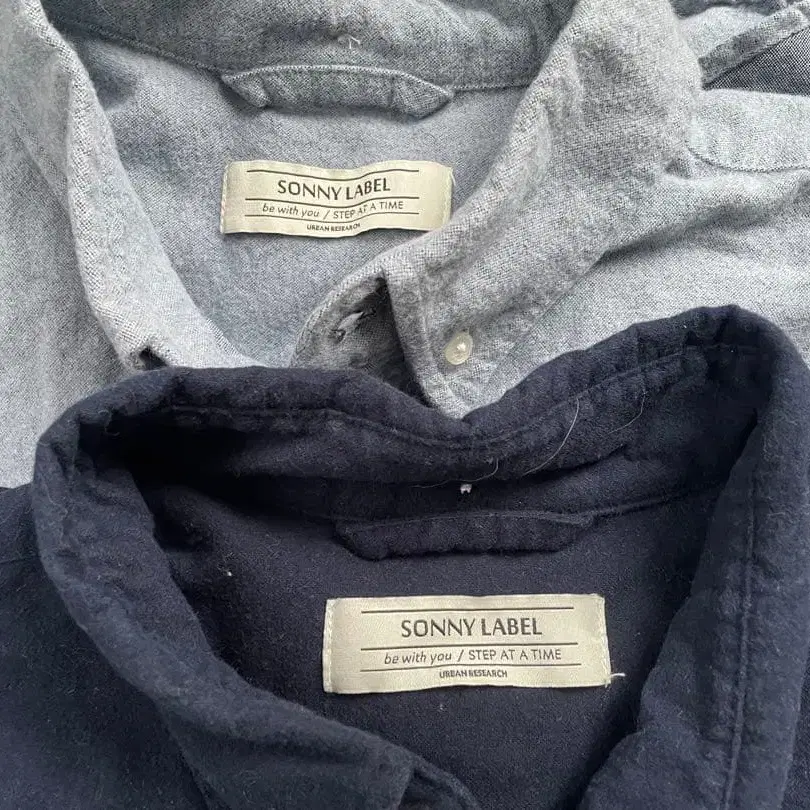 SONNY LABEL
be with you / STEP AT A TIME
URBAN RESEARCH
SONNY LABEL
be with you / STEP AT A TIME
URBAN RESEARCH